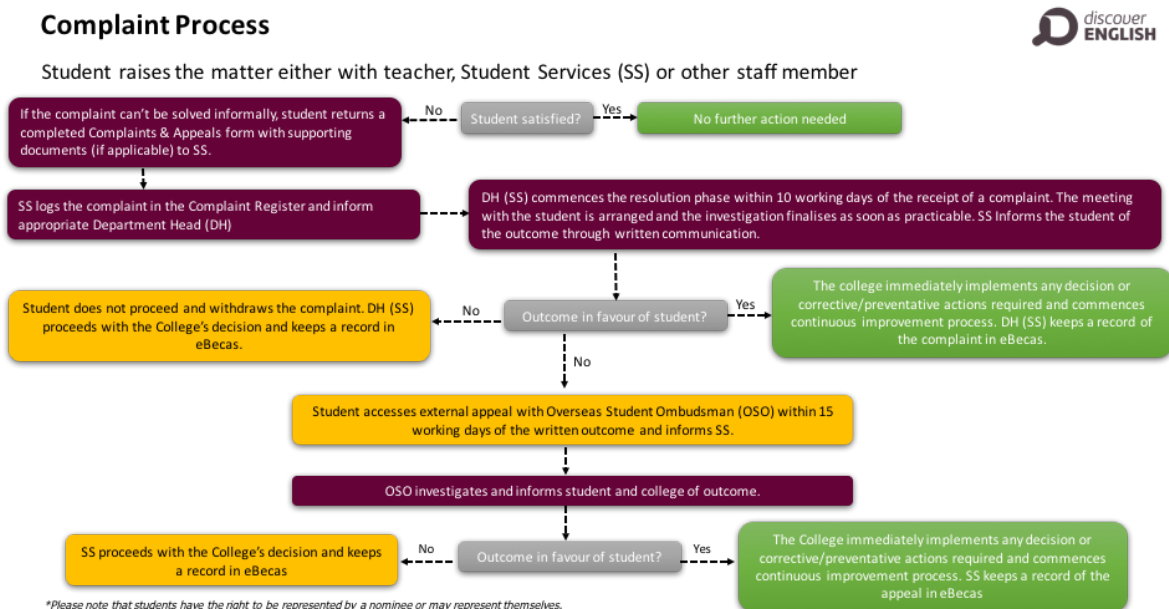 Complaint Process
discover
ENGLISH
Student raises the matter either with teacher, Student Services (SS) or other staff member
If the complaint can't be solved informally, student returns a
completed Complaints & Appeals form with supporting
documents (if applicable) to SS.
No
Student satisfied?
Yes
No further action needed
SS logs the complaint in the Complaint Register and inform
appropriate Department Head (DH)
DH (SS) commences the resolution phase within 10 working days of the receipt of a complaint. The meeting
with the student is arranged and the investigation finalises as soon as practicable. SS Informs the student of
the outcome through written communication.
Student does not proceed and withdraws the complaint. DH (SS)
proceeds with the College's decision and keeps a record in
eBecas.
No
Outcome in favour of student?
Yes
The college immediately implements any decision or
corrective/preventative actions required and commences
continuous improvement process. DH (SS) keeps a record of
the complaint in eBecas.
No
Student accesses external appeal with Overseas Student Ombudsman (OSO) within 15
working days of the written outcome and informs SS.
OSO investigates and informs student and college of outcome.
SS proceeds with the College's decision and keeps
a record in eBecas
No
Outcome in favour of student?
Yes
The College immediately implements any decision or
corrective/preventative actions required and commences
continuous improvement process. SS keeps a record of the
appeal in eBecas
*Please note that students have the right to be represented by a nominee or may represent themselves.